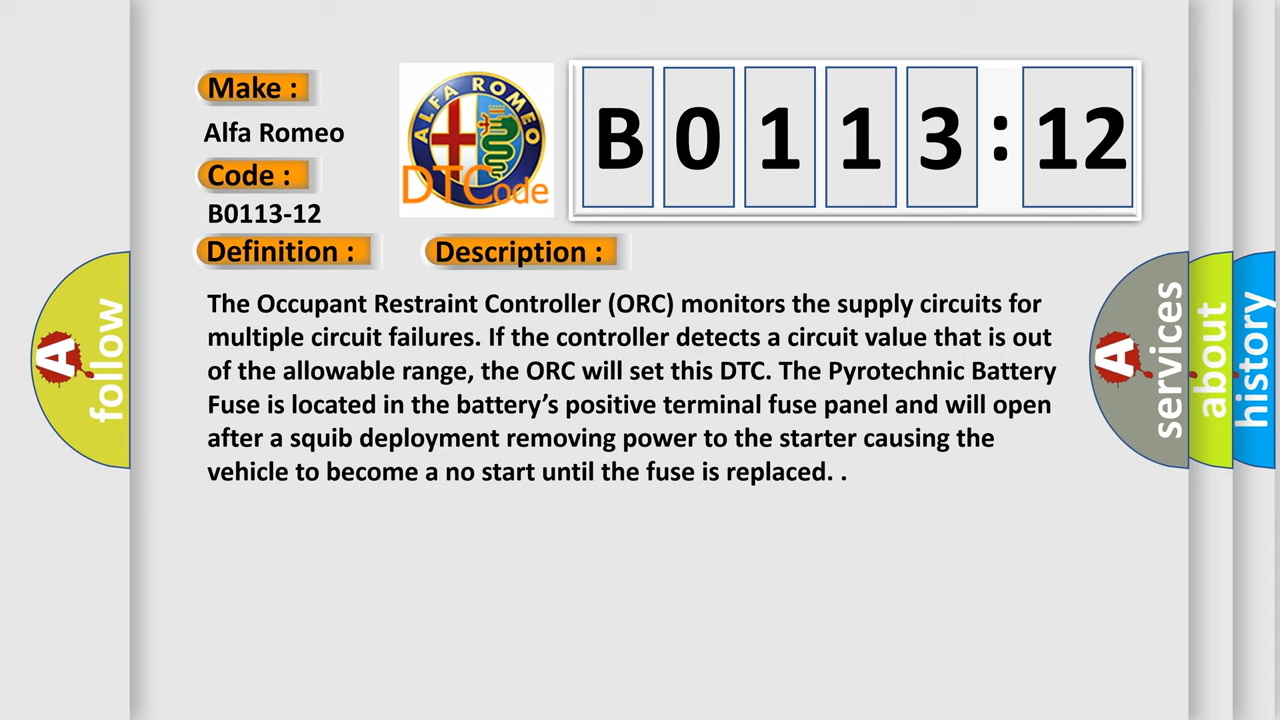 Make :
Alfa Romeo
Code :
B0113-12
ALFA ROMEO
DTCode
B0113:12
Definition :
Description :
The Occupant Restraint Controller (ORC) monitors the supply circuits for
multiple circuit failures. If the controller detects a circuit value that is out
of the allowable range, the ORC will set this DTC. The Pyrotechnic Battery
Fuse is located in the battery’s positive terminal fuse panel and will open
after a squib deployment removing power to the starter causing the
vehicle to become a no start until the fuse is replaced. .
A
follow
A
services
about
history